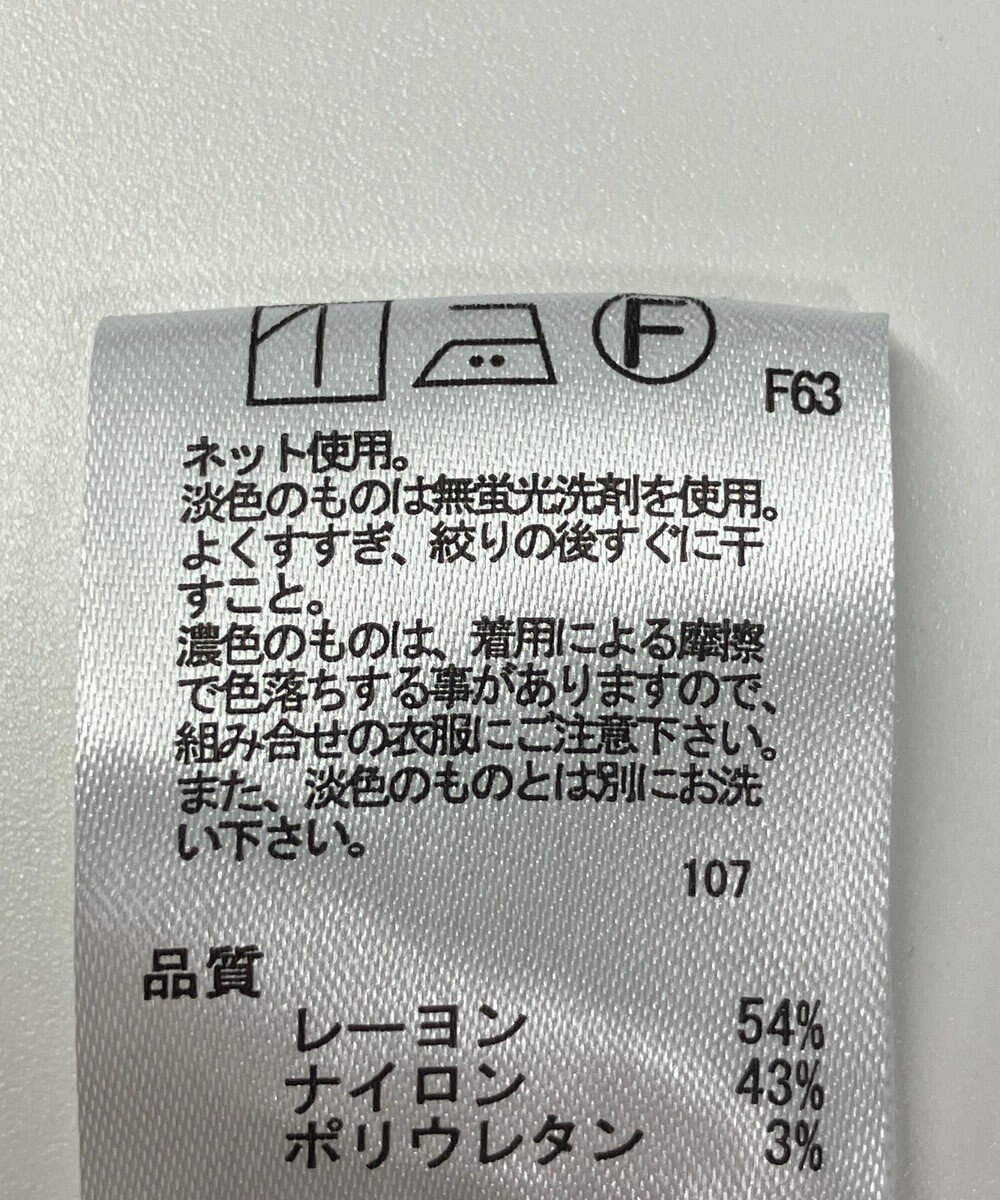 F
F63
ネット使用。
淡色のものは無蛍光洗剤を使用。
よくすすぎ、絞りの後すぐに干
すこと。
濃色のものは、着用による摩擦
で色落ちする事がありますので、
組み合せの衣服にご注意下さい。
また、淡色のものとは別にお洗
い下さい。
107
品質
レーヨン 54%
ナイロン 43%
ポリウレタン 3%